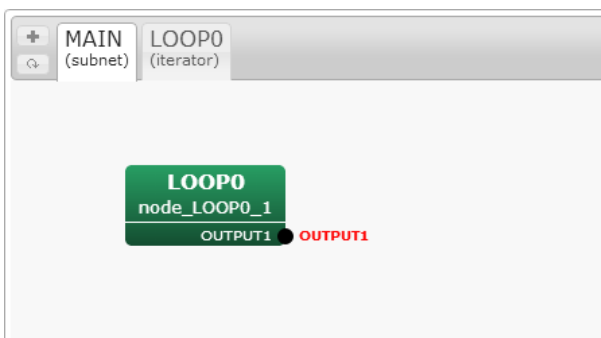 MAIN
(subnet)
LOOP0
(iterator)
LOOP0
node_LOOP0_1
OUTPUT1
OUTPUT1